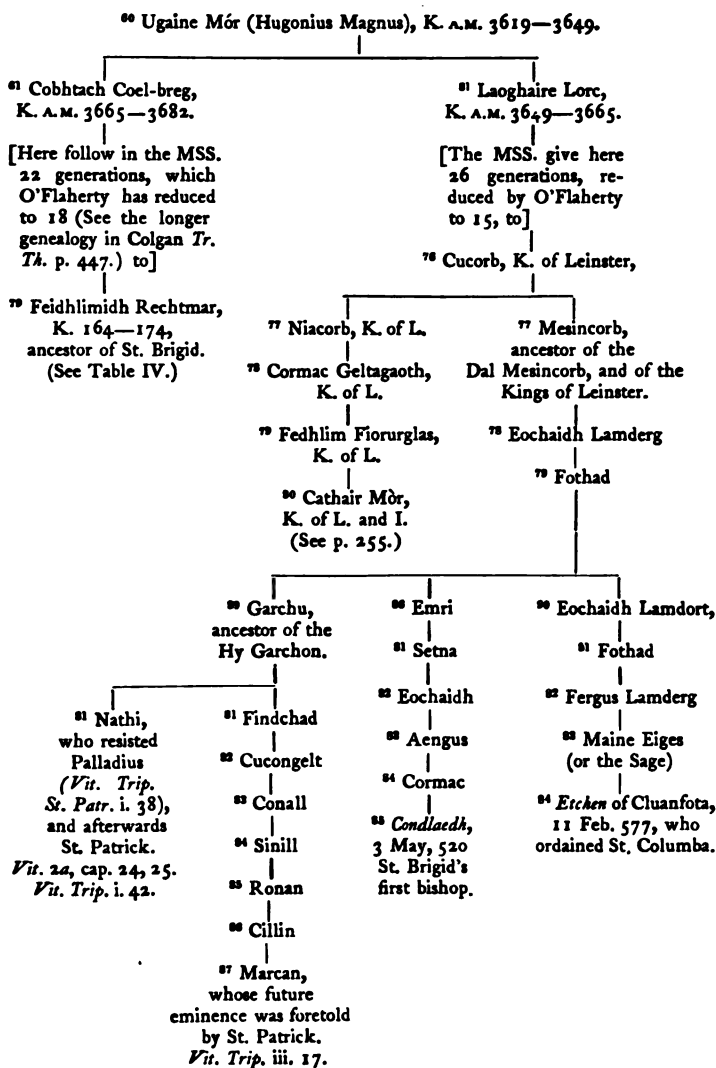 ⁶⁰ Ugaine Mór (Hugonius Magnus), K. A.M. 3619—3649.
⁶¹ Cobhtach Coel-breg,
K. A.M. 3665—3682.
[Here follow in the MSS.
22 generations, which
O'Flaherty has reduced
to 18 (See the longer
genealogy in Colgan Tr.
Th. p. 447.) to]
⁷⁹ Feidhlimidh Rechtmar,
K. 164—174,
ancestor of St. Brigid.
(See Table IV.)
⁶¹ Laoghaire Lorc,
K. A.M. 3649—3665.
[The MSS. give here
26 generations, re-
duced by O'Flaherty
to 15, to]
⁷⁶ Cucorb, K. of Leinster,
⁷⁷ Niacorb, K. of L.
⁷⁸ Cormac Geltagaoth,
K. of L.
⁷⁹ Fedhlim Fiorurglas,
K. of L.
⁸⁰ Cathair Mòr,
K. of L. and I.
(See p. 255.)
⁷⁷ Mesincorb,
ancestor of the
Dal Mesincorb, and of the
Kings of Leinster.
⁷⁸ Eochaidh Lamderg
⁷⁹ Fothad
⁸⁰ Garchu,
ancestor of the
Hy Garchon.
⁸¹ Nathi,
who resisted
Palladius
(Vit. Trip.
St. Patr. i. 38),
and afterwards
St. Patrick.
Vit. 2a, cap. 24, 25.
Vit. Trip. i. 42.
⁸¹ Findchad
⁸² Cucongelt
⁸³ Conall
⁸⁴ Sinill
⁸⁵ Ronan
⁸⁶ Cillin
⁸⁷ Marcan,
whose future
eminence was foretold
by St. Patrick.
Vit. Trip. iii. 17.
⁸⁰ Emri
⁸¹ Setna
⁸² Eochaidh
⁸³ Aengus
⁸⁴ Cormac
⁸⁵ Condlaedh,
3 May, 520
St. Brigid's
first bishop.
⁸⁰ Eochaidh Lamdort,
⁸¹ Fothad
⁸² Fergus Lamderg
⁸³ Maine Eiges
(or the Sage)
⁸⁴ Etchen of Cluanfota,
11 Feb. 577, who
ordained St. Columba.